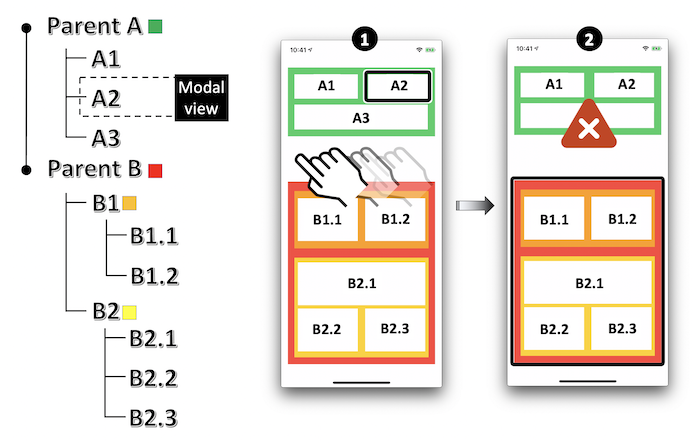 Parent A
A1
A2
Modal
view
A3
Parent B
B1
B1.1
B1.2
B2
B2.1
B2.2
B2.3
1
10:41
A1
A2
A3
B1.1
B1.2
B2.1
B2.2
B2.3
2
10:41
A1
A2
B1.1
B1.2
B2.1
B2.2
B2.3